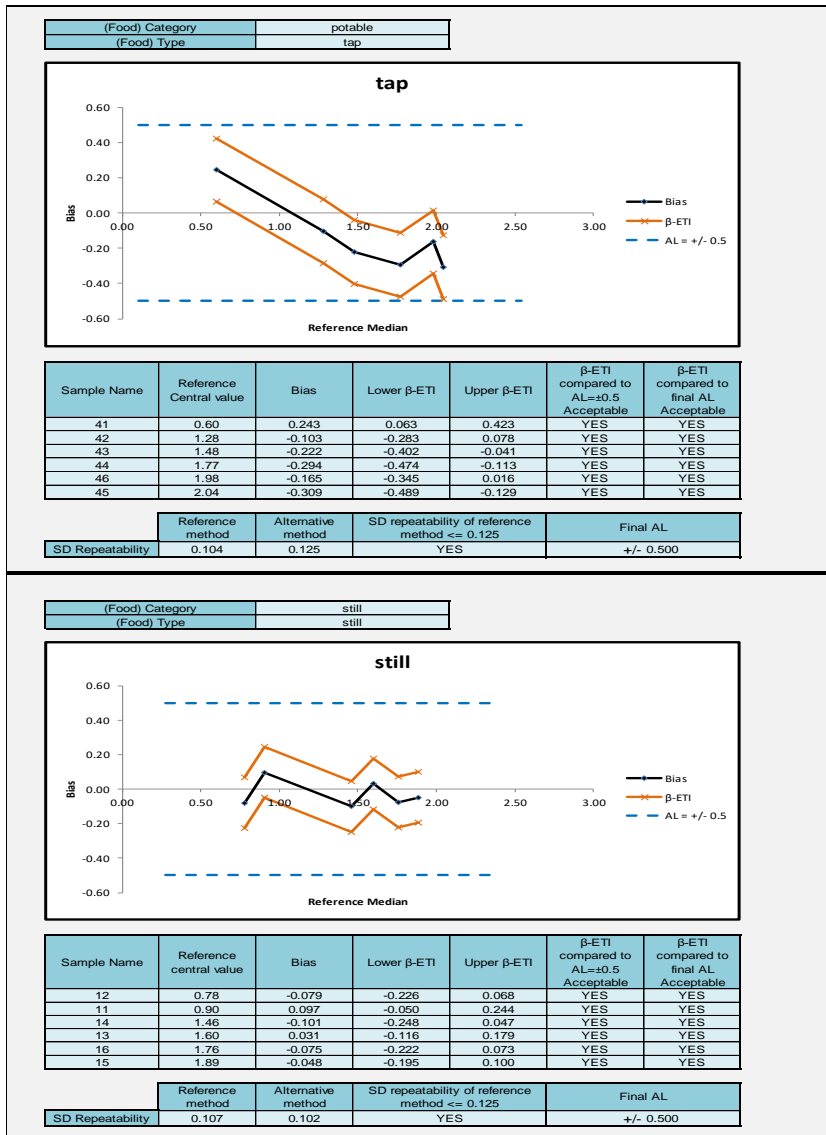 (Food) Category potable
(Food) Type tap
tap
0.60
0.40
0.20
0.00
-0.20
-0.40
-0.60
0.00 0.50 1.00 1.50 2.00 2.50 3.00
Bias
Reference Median
Bias
β-ETI
AL = +/- 0.5
Sample Name Reference Central value Bias Lower β-ETI Upper β-ETI β-ETI compared to AL=±0.5 Acceptable β-ETI compared to final AL Acceptable
41 0.60 0.243 0.063 0.423 YES YES
42 1.28 -0.103 -0.283 0.078 YES YES
43 1.48 -0.222 -0.402 -0.041 YES YES
44 1.77 -0.294 -0.474 -0.113 YES YES
46 1.98 -0.165 -0.345 0.016 YES YES
45 2.04 -0.309 -0.489 -0.129 YES YES
Reference method Alternative method SD repeatability of reference method <= 0.125 Final AL
SD Repeatability 0.104 0.125 YES +/- 0.500
(Food) Category still
(Food) Type still
still
0.60
0.40
0.20
0.00
-0.20
-0.40
-0.60
0.00 0.50 1.00 1.50 2.00 2.50 3.00
Bias
Reference Median
Bias
β-ETI
AL = +/- 0.5
Sample Name Reference central value Bias Lower β-ETI Upper β-ETI β-ETI compared to AL=±0.5 Acceptable β-ETI compared to final AL Acceptable
12 0.78 -0.079 -0.226 0.068 YES YES
11 0.90 0.097 -0.050 0.244 YES YES
14 1.46 -0.101 -0.248 0.047 YES YES
13 1.60 0.031 -0.116 0.179 YES YES
16 1.76 -0.075 -0.222 0.073 YES YES
15 1.89 -0.048 -0.195 0.100 YES YES
Reference method Alternative method SD repeatability of reference method <= 0.125 Final AL
SD Repeatability 0.107 0.102 YES +/- 0.500